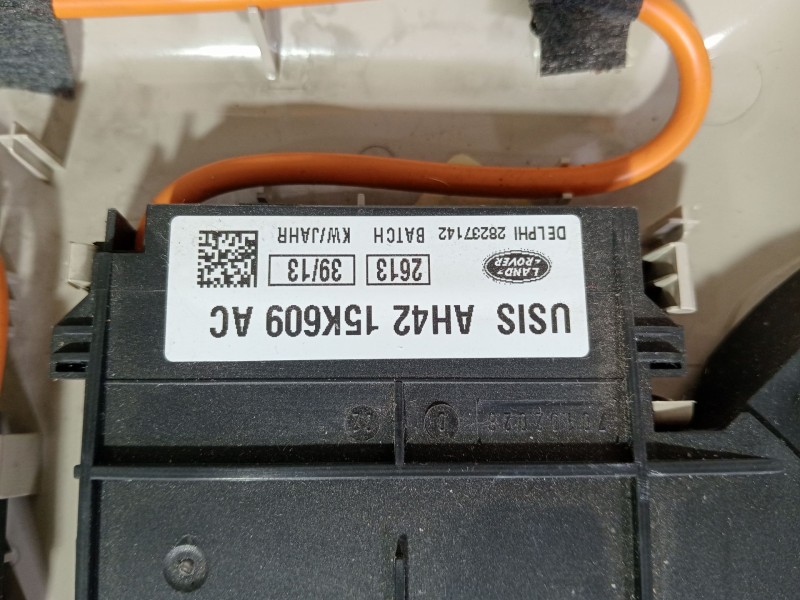 USIS AH42 15K609 AC
LAND ROVER 2613 39/13
DELPHI 28237142 BATCH KW/JAHR